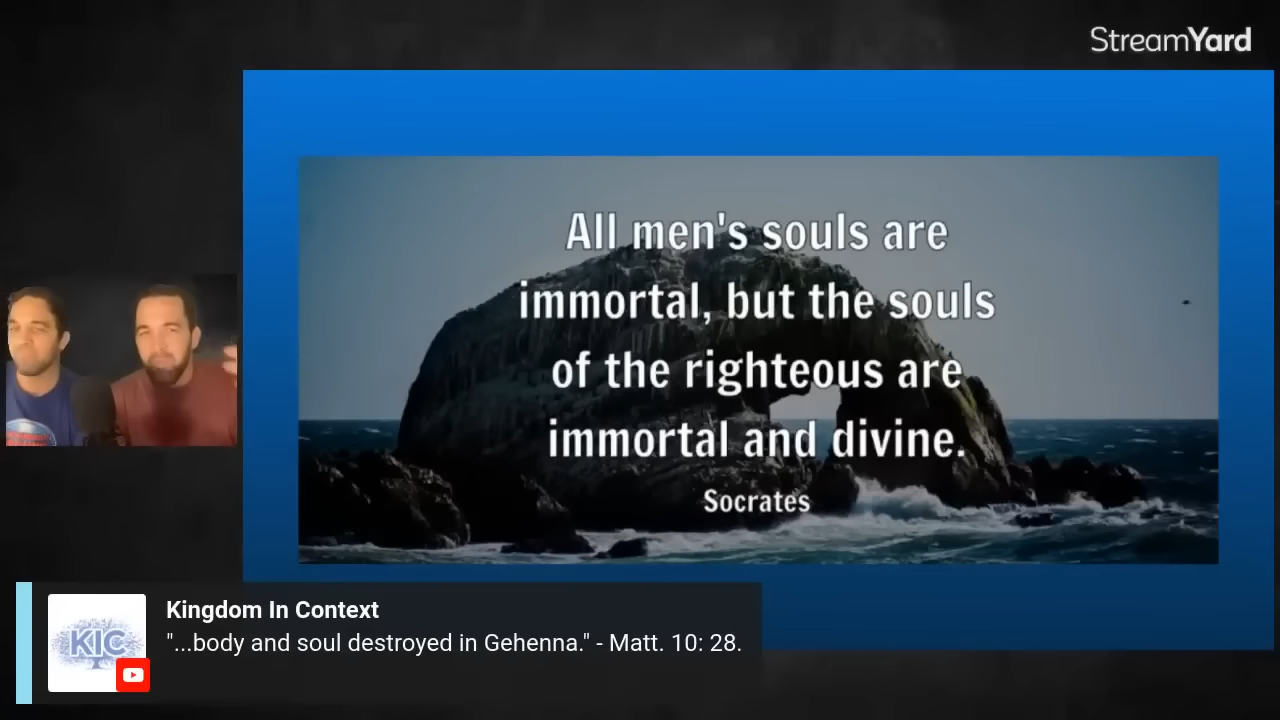 StreamYard
All men's souls are
immortal, but the souls
of the righteous are
immortal and divine.
Socrates
KIC
Kingdom In Context
"...body and soul destroyed in Gehenna." - Matt. 10: 28.